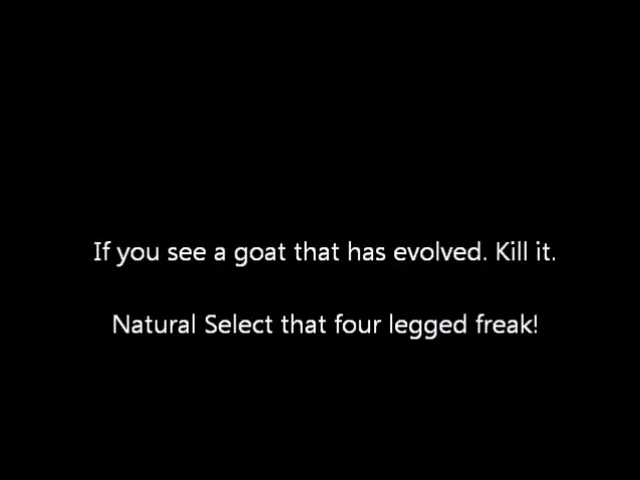 If you see a goat that has evolved. Kill it.
Natural Select that four legged freak!